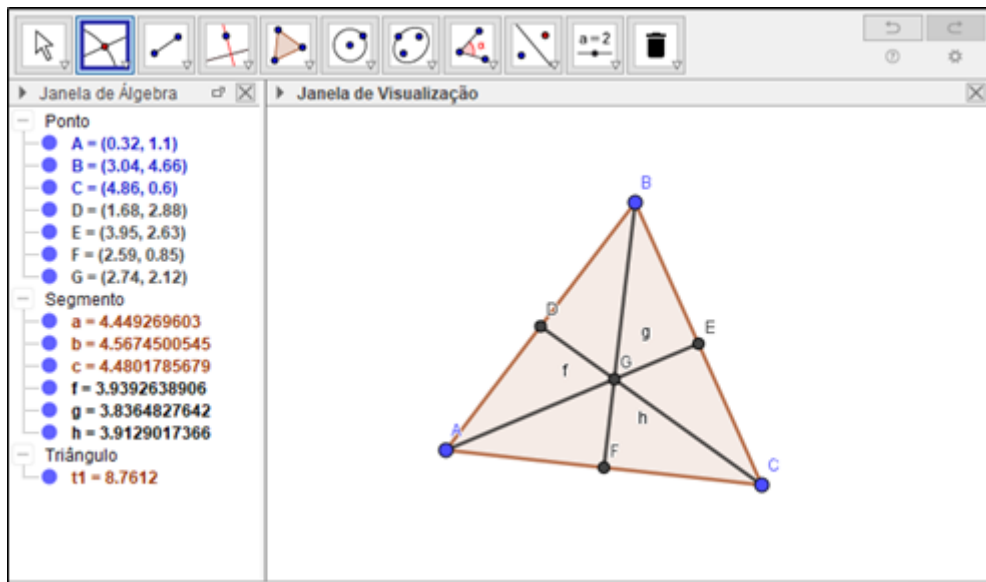 a=2
α
Janela de Álgebra
Janela de Visualização
Ponto
A = (0.32, 1.1)
B = (3.04, 4.66)
C = (4.86, 0.6)
D = (1.68, 2.88)
E = (3.95, 2.63)
F = (2.59, 0.85)
G = (2.74, 2.12)
Segmento
a = 4.449269603
b = 4.5674500545
c = 4.4801785679
f = 3.9392638906
g = 3.8364827642
h = 3.9129017366
Triângulo
t1 = 8.7612
B
D
g
E
f
G
h
A
F
C